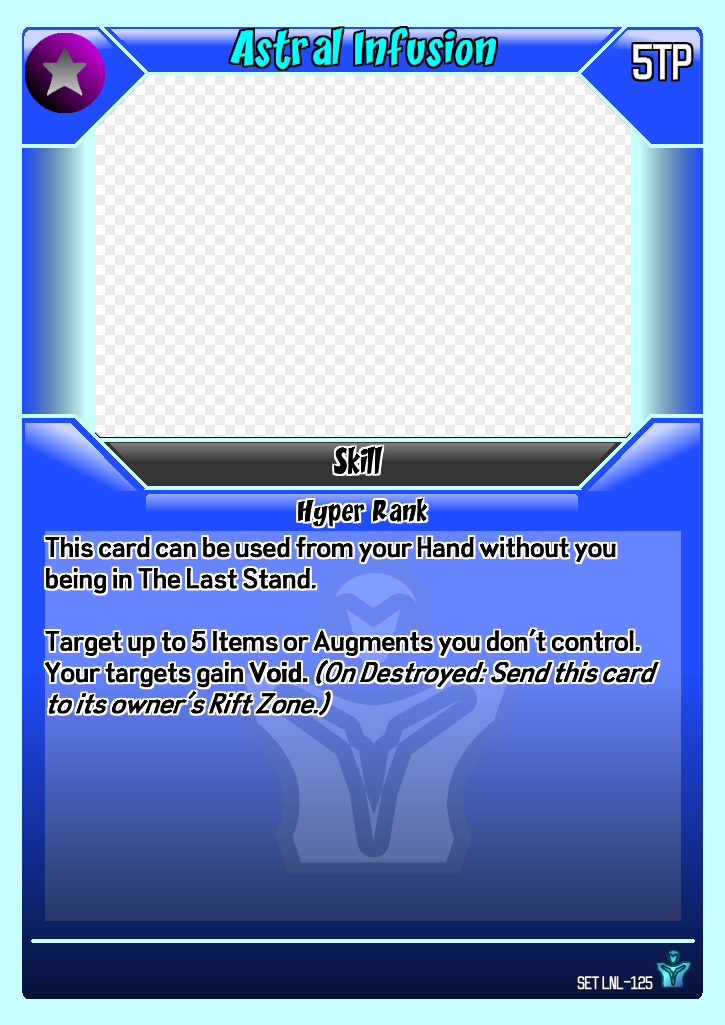 Astral Infusion
5TP
Skill
Hyper Rank
This card can be used from your Hand without you
being in The Last Stand.
Target up to 5 Items or Augments you don't control.
Your targets gain Void. (On Destroyed: Send this card
to its owner's Rift Zone.)
SET LNL-125